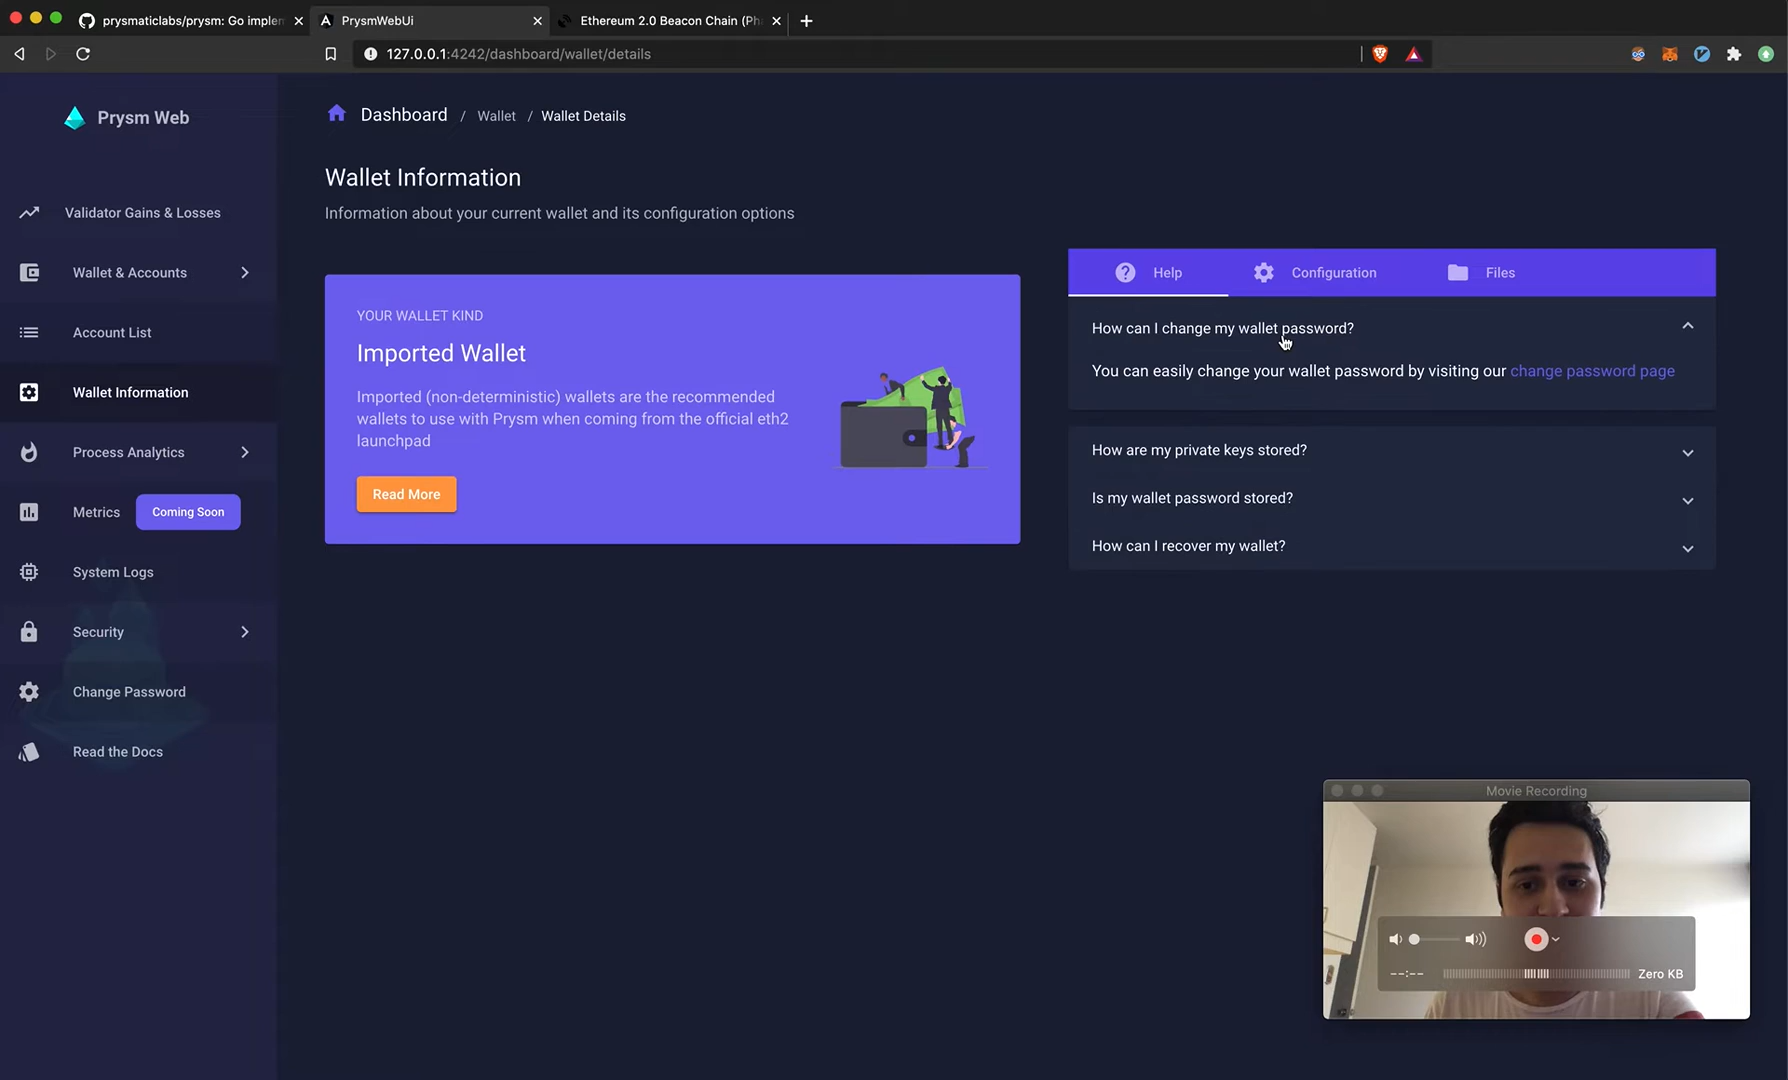 prysmaticlabs/prysm: Go implem
PrysmWebUi
Ethereum 2.0 Beacon Chain (Ph
127.0.0.1:4242/dashboard/wallet/details
Prysm Web
Dashboard / Wallet / Wallet Details
Validator Gains & Losses
Wallet & Accounts
Account List
Wallet Information
Process Analytics
Metrics
Coming Soon
System Logs
Security
Change Password
Read the Docs
Wallet Information
Information about your current wallet and its configuration options
YOUR WALLET KIND
Imported Wallet
Imported (non-deterministic) wallets are the recommended
wallets to use with Prysm when coming from the official eth2
launchpad
Read More
Help
Configuration
Files
How can I change my wallet password?
You can easily change your wallet password by visiting our change password page
How are my private keys stored?
Is my wallet password stored?
How can I recover my wallet?
Movie Recording
--:--
Zero KB